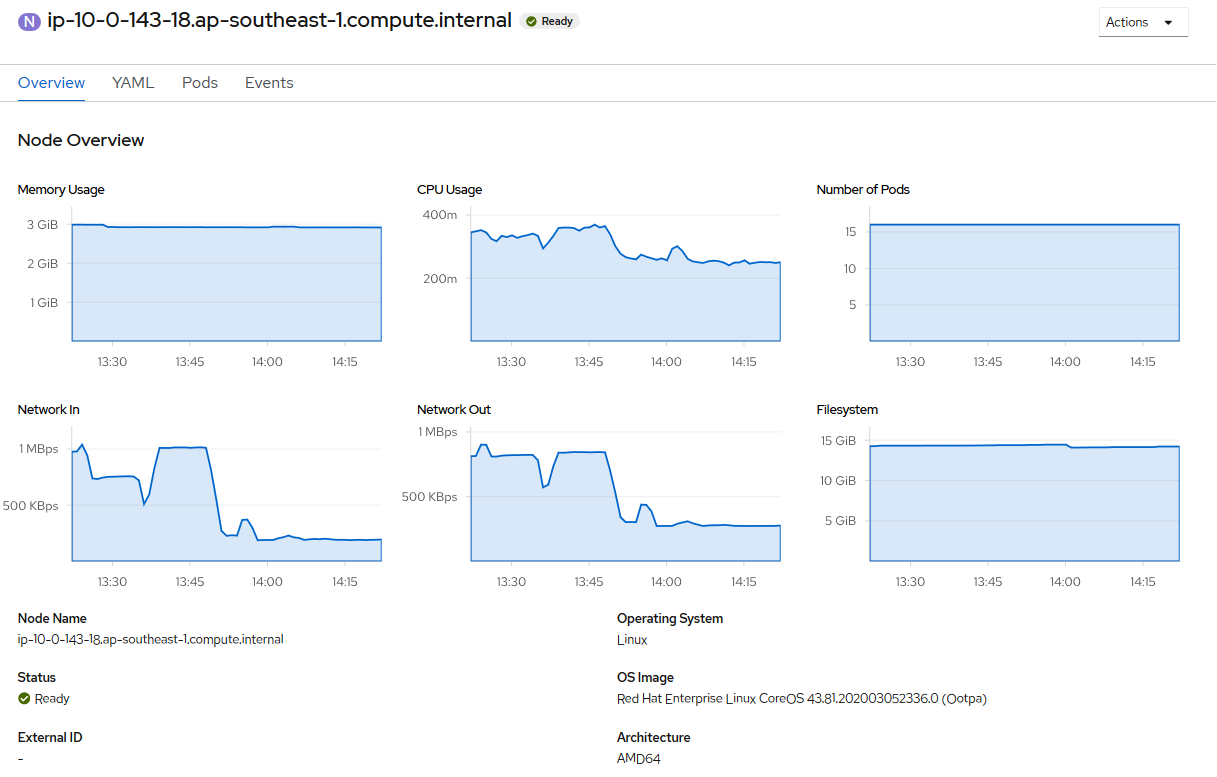 N ip-10-0-143-18.ap-southeast-1.compute.internal Ready
Actions
Overview YAML Pods Events
Node Overview
Memory Usage
3 GiB
2 GiB
1 GiB
13:30 13:45 14:00 14:15
CPU Usage
400m
200m
13:30 13:45 14:00 14:15
Number of Pods
15
10
5
13:30 13:45 14:00 14:15
Network In
1 MBps
500 KBps
13:30 13:45 14:00 14:15
Network Out
1 MBps
500 KBps
13:30 13:45 14:00 14:15
Filesystem
15 GiB
10 GiB
5 GiB
13:30 13:45 14:00 14:15
Node Name
ip-10-0-143-18.ap-southeast-1.compute.internal
Status
Ready
External ID
-
Operating System
Linux
OS Image
Red Hat Enterprise Linux CoreOS 43.81.202003052336.0 (Ootpa)
Architecture
AMD64